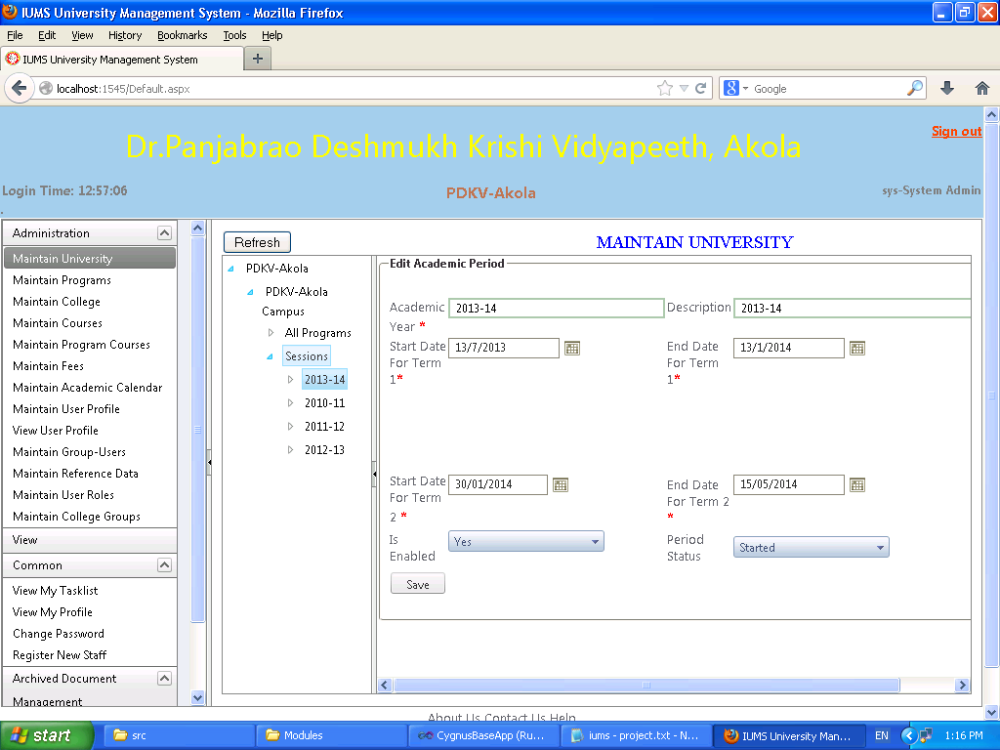 IUMS University Management System - Mozilla Firefox
File Edit View History Bookmarks Tools Help
IUMS University Management System
localhost:1545/Default.aspx
Google
Dr.Panjabrao Deshmukh Krishi Vidyapeeth, Akola
Sign out
Login Time: 12:57:06
PDKV-Akola
sys-System Admin
Administration
Maintain University
Maintain Programs
Maintain College
Maintain Courses
Maintain Program Courses
Maintain Fees
Maintain Academic Calendar
Maintain User Profile
View User Profile
Maintain Group-Users
Maintain Reference Data
Maintain User Roles
Maintain College Groups
View
Common
View My Tasklist
View My Profile
Change Password
Register New Staff
Archived Document
Management
Refresh
MAINTAIN UNIVERSITY
PDKV-Akola
PDKV-Akola
Campus
All Programs
Sessions
2013-14
2010-11
2011-12
2012-13
Edit Academic Period
Academic
Year *
2013-14
Description
2013-14
Start Date
For Term
1*
13/7/2013
End Date
For Term
1*
13/1/2014
Start Date
For Term
2 *
30/01/2014
End Date
For Term 2
*
15/05/2014
Is
Enabled
Yes
Period
Status
Started
Save
About Us Contact Us Help
start
src
Modules
CygnusBaseApp (Ru...
iums - project.txt - N...
IUMS University Man...
EN
1:16 PM